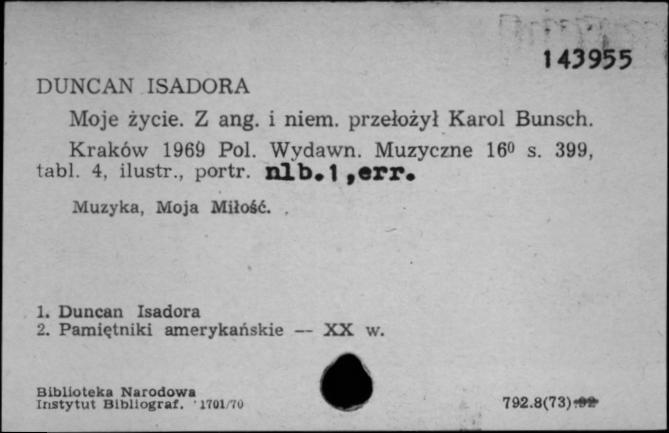 143955
DUNCAN ISADORA
Moje życie. Z ang. i niem. przełożył Karol Bunsch.
Kraków 1969 Pol. Wydawn. Muzyczne 16⁰ s. 399,
tabl. 4, ilustr., portr. nlb.1,err.
Muzyka, Moja Miłość.
1. Duncan Isadora
2. Pamiętniki amerykańskie — XX w.
Biblioteka Narodowa
Instytut Bibliograf. 1701/70
792.8(73)